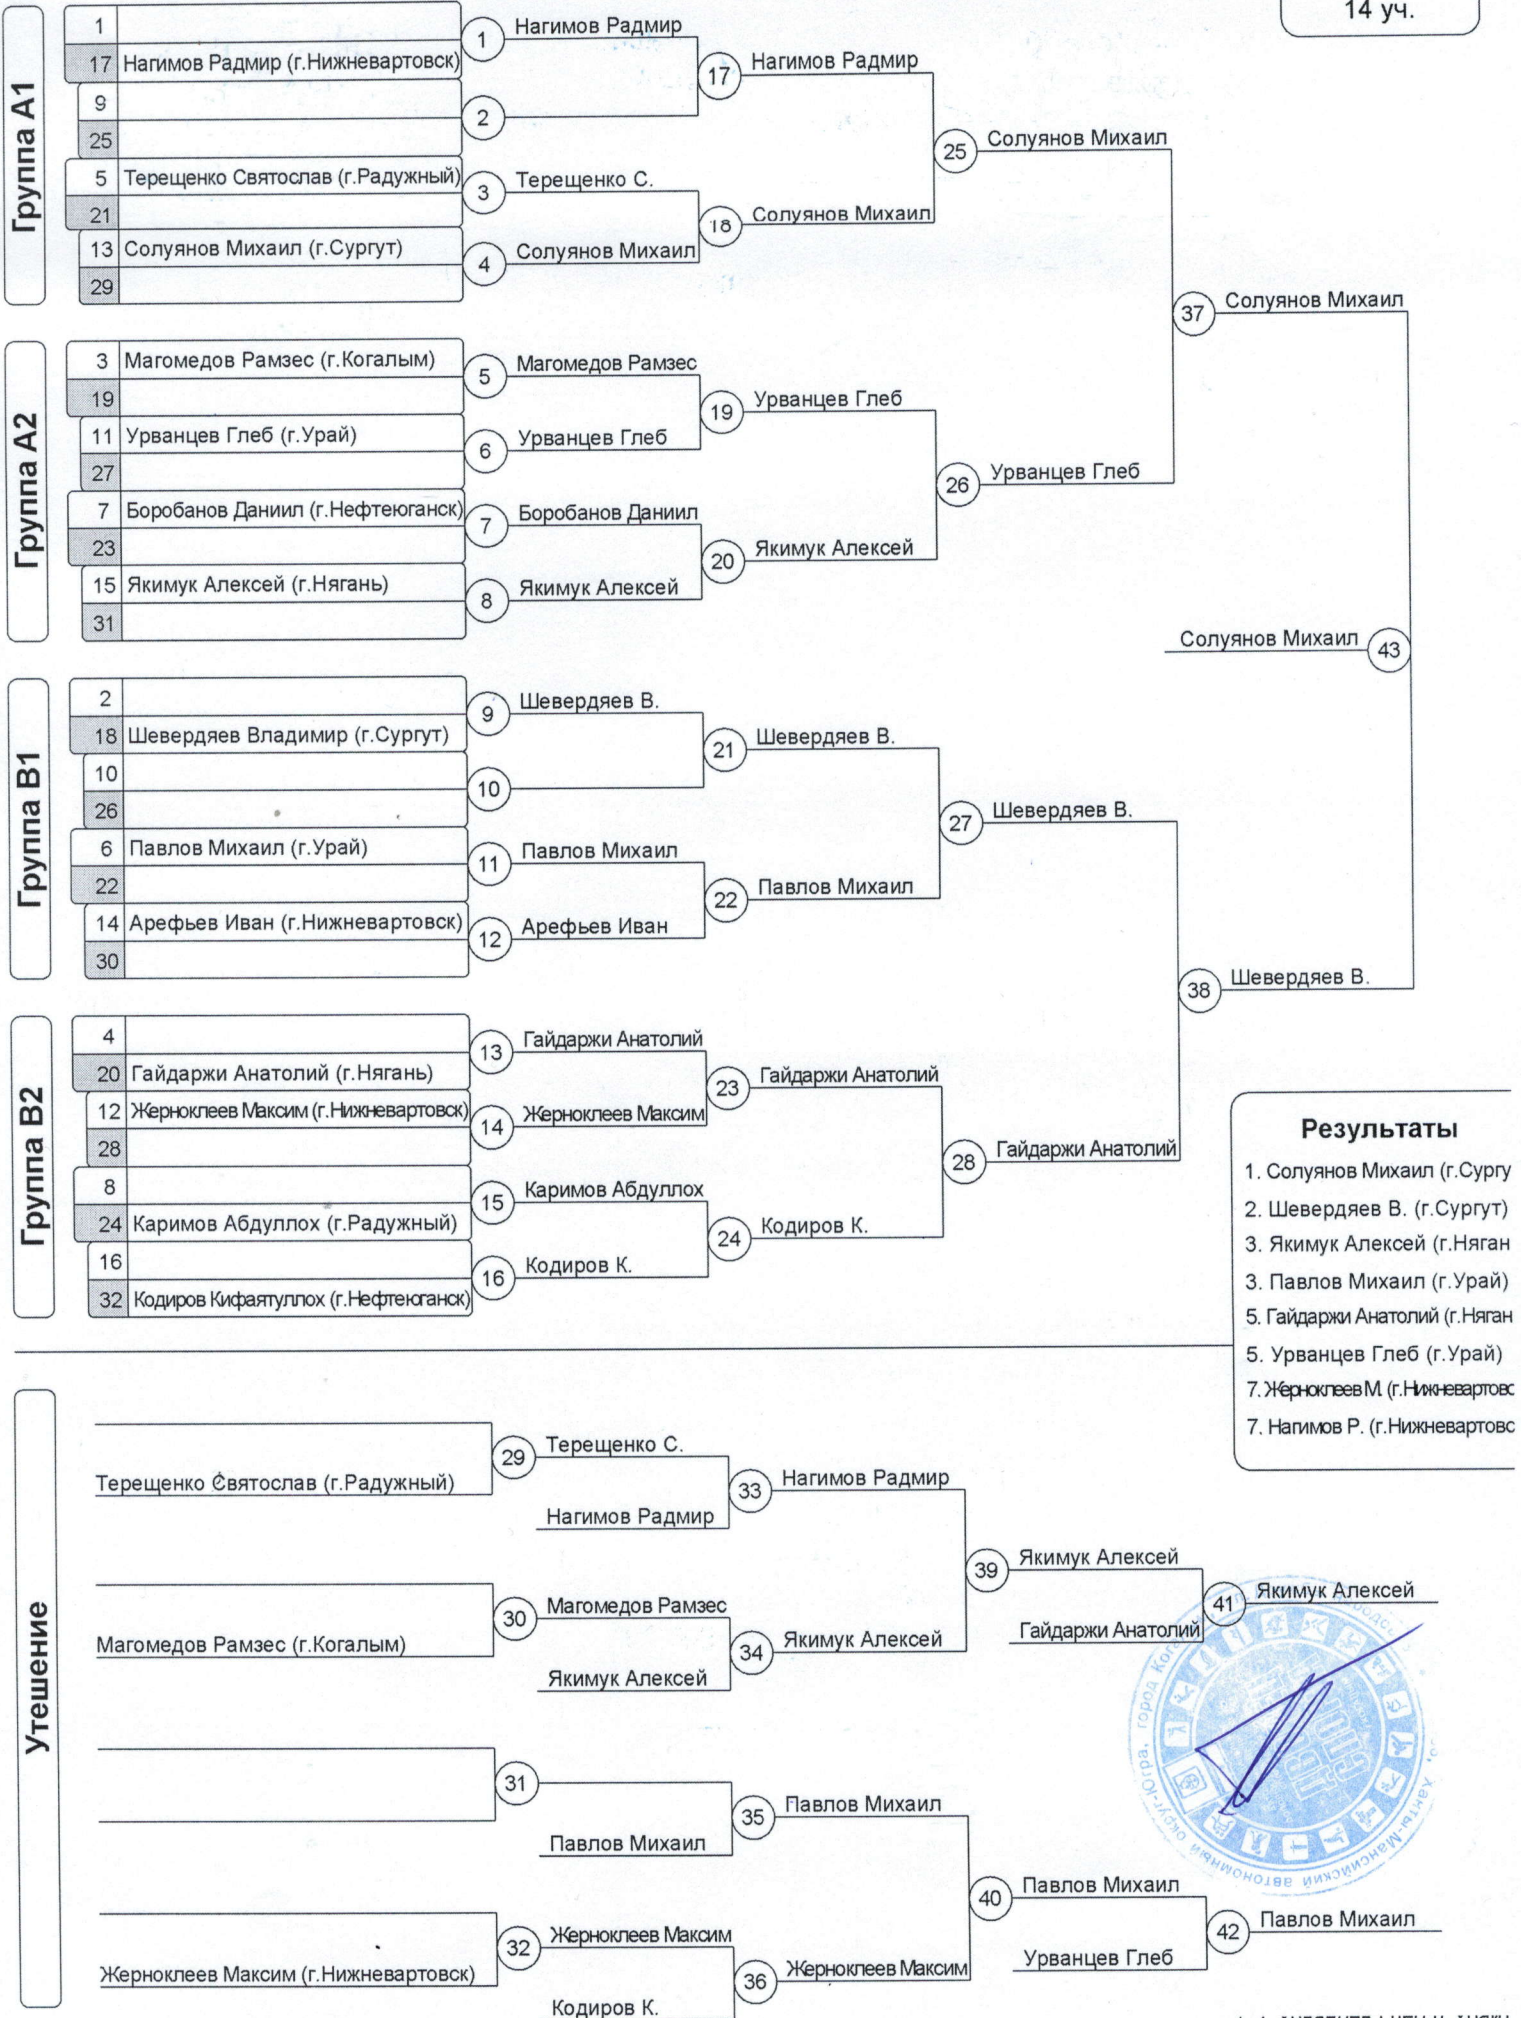 14 уч.
Группа A1
1
17 Нагимов Радмир (г.Нижневартовск)
9
25
5 Терещенко Святослав (г.Радужный)
21
13 Солуянов Михаил (г.Сургут)
29
1 Нагимов Радмир
2
3 Терещенко С.
4 Солуянов Михаил
17 Нагимов Радмир
18 Солуянов Михаил
25 Солуянов Михаил
Группа A2
3 Магомедов Рамзес (г.Когалым)
19
11 Урванцев Глеб (г.Урай)
27
7 Боробанов Даниил (г.Нефтеюганск)
23
15 Якимук Алексей (г.Нягань)
31
5 Магомедов Рамзес
6 Урванцев Глеб
7 Боробанов Даниил
8 Якимук Алексей
19 Урванцев Глеб
20 Якимук Алексей
26 Урванцев Глеб
37 Солуянов Михаил
Солуянов Михаил 43
Группа B1
2
18 Шевердяев Владимир (г.Сургут)
10
26
6 Павлов Михаил (г.Урай)
22
14 Арефьев Иван (г.Нижневартовск)
30
9 Шевердяев В.
10
11 Павлов Михаил
12 Арефьев Иван
21 Шевердяев В.
22 Павлов Михаил
27 Шевердяев В.
Группа B2
4
20 Гайдаржи Анатолий (г.Нягань)
12 Жерноклеев Максим (г.Нижневартовск)
28
8
24 Каримов Абдуллох (г.Радужный)
16
32 Кодиров Кифаятуллох (г.Нефтеюганск)
13 Гайдаржи Анатолий
14 Жерноклеев Максим
15 Каримов Абдуллох
16 Кодиров К.
23 Гайдаржи Анатолий
24 Кодиров К.
28 Гайдаржи Анатолий
38 Шевердяев В.
Результаты
1. Солуянов Михаил (г.Сургу
2. Шевердяев В. (г.Сургут)
3. Якимук Алексей (г.Няган
3. Павлов Михаил (г.Урай)
5. Гайдаржи Анатолий (г.Няган
5. Урванцев Глеб (г.Урай)
7. Жерноклеев М. (г.Нижневартовс
7. Нагимов Р. (г.Нижневартовс
Утешение
Терещенко Святослав (г.Радужный)
29 Терещенко С.
Нагимов Радмир
33 Нагимов Радмир
Магомедов Рамзес (г.Когалым)
30 Магомедов Рамзес
Якимук Алексей
34 Якимук Алексей
39 Якимук Алексей
Гайдаржи Анатолий
41 Якимук Алексей
31
Павлов Михаил
35 Павлов Михаил
Жерноклеев Максим (г.Нижневартовск)
32 Жерноклеев Максим
Кодиров К.
36 Жерноклеев Максим
40 Павлов Михаил
Урванцев Глеб
42 Павлов Михаил
Ханты-Мансийский автономный округ-Югра, город Когалым